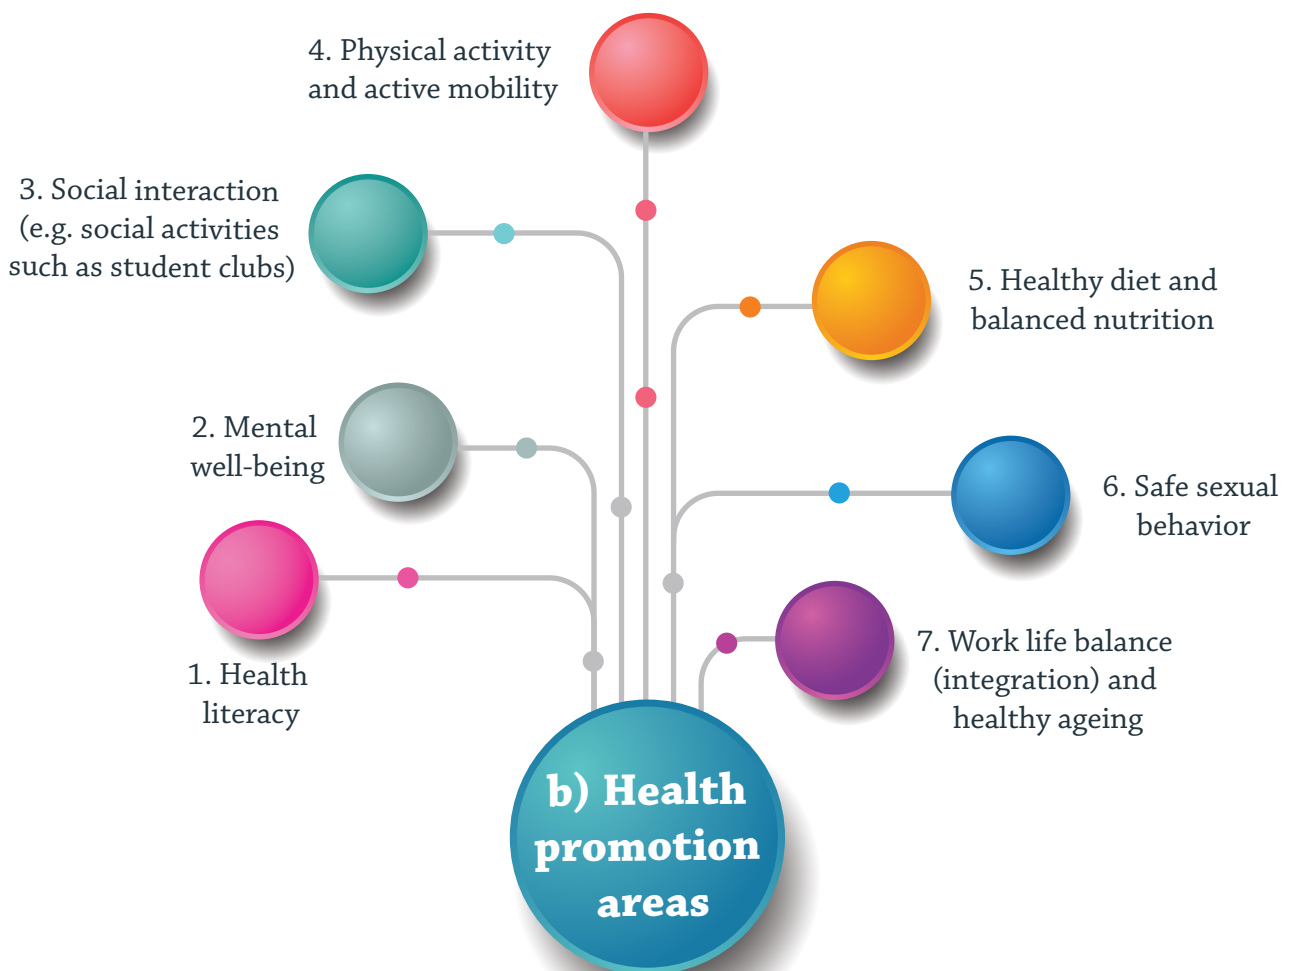 4. Physical activity
and active mobility
3. Social interaction
(e.g. social activities
such as student clubs)
5. Healthy diet and
balanced nutrition
2. Mental
well-being
6. Safe sexual
behavior
1. Health
literacy
7. Work life balance
(integration) and
healthy ageing
b) Health
promotion
areas